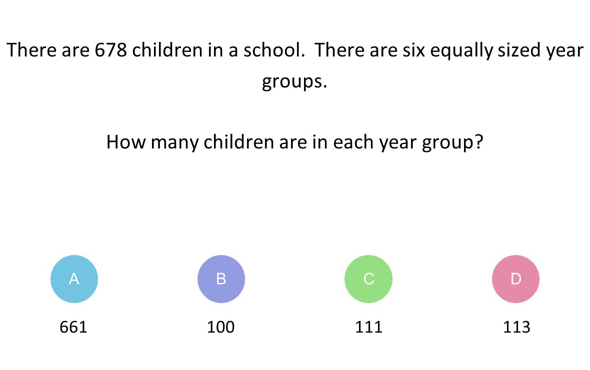 There are 678 children in a school.  There are six equally sized year
groups.
How many children are in each year group?
A B C D
661 100 111 113